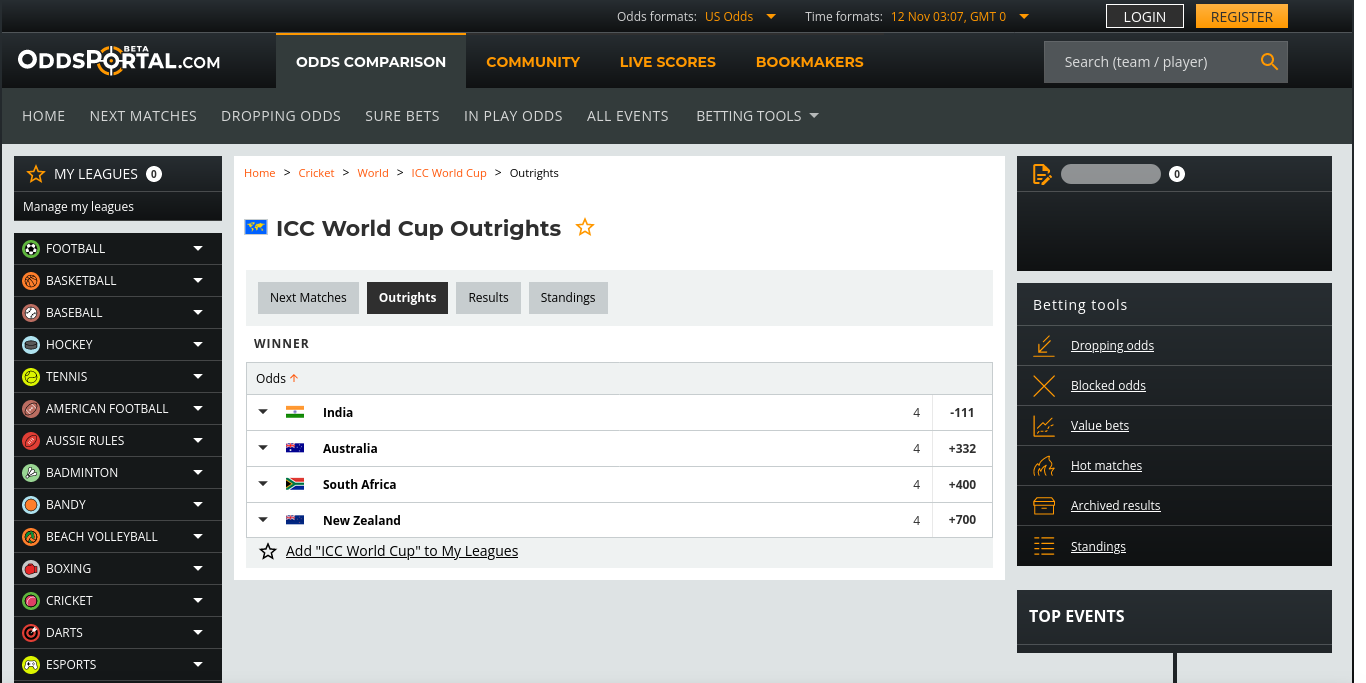 Odds formats: US Odds Time formats: 12 Nov 03:07, GMT 0 LOGIN REGISTER
ODDSPORTAL.COM BETA ODDS COMPARISON COMMUNITY LIVE SCORES BOOKMAKERS Search (team / player)
HOME NEXT MATCHES DROPPING ODDS SURE BETS IN PLAY ODDS ALL EVENTS BETTING TOOLS
MY LEAGUES 0
Manage my leagues
FOOTBALL
BASKETBALL
BASEBALL
HOCKEY
TENNIS
AMERICAN FOOTBALL
AUSSIE RULES
BADMINTON
BANDY
BEACH VOLLEYBALL
BOXING
CRICKET
DARTS
ESPORTS
Home > Cricket > World > ICC World Cup > Outrights
ICC World Cup Outrights
Next Matches Outrights Results Standings
WINNER
Odds
India 4 -111
Australia 4 +332
South Africa 4 +400
New Zealand 4 +700
Add "ICC World Cup" to My Leagues
0
Betting tools
Dropping odds
Blocked odds
Value bets
Hot matches
Archived results
Standings
TOP EVENTS